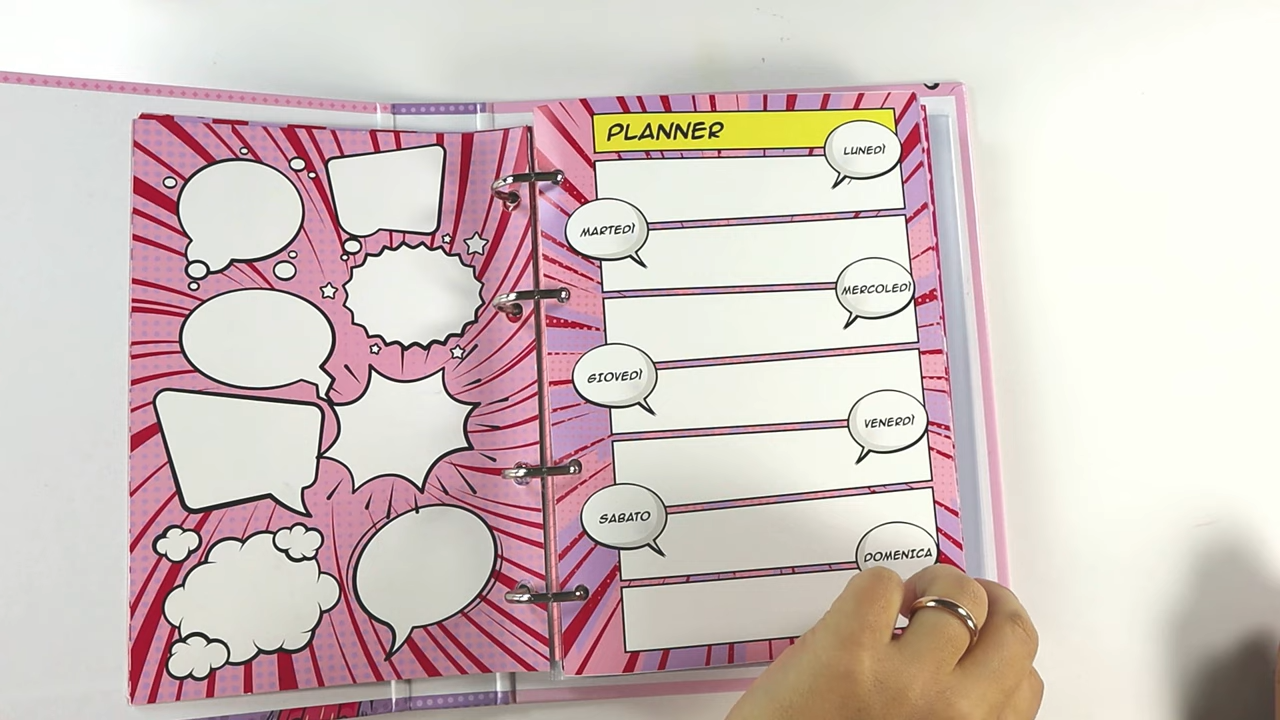 PLANNER
LUNEDÌ
MARTEDÌ
MERCOLEDÌ
GIOVEDÌ
VENERDÌ
SABATO
DOMENICA